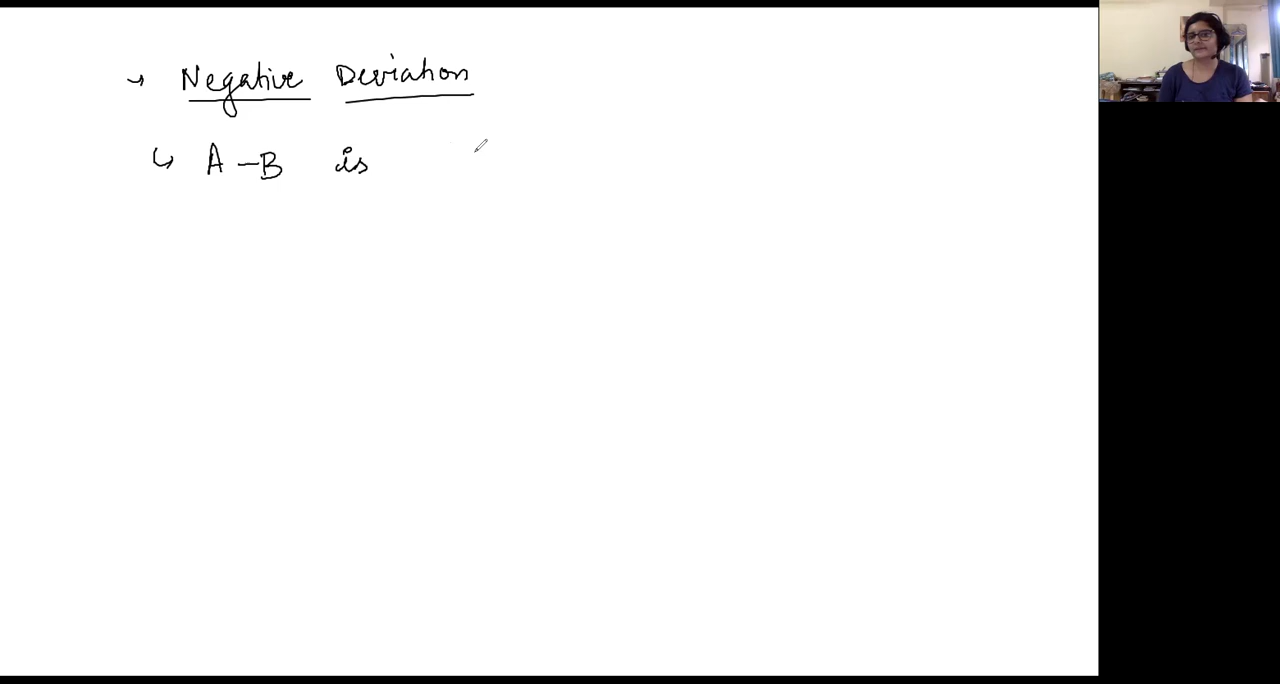 → Negative Deviation
↳ A-B is